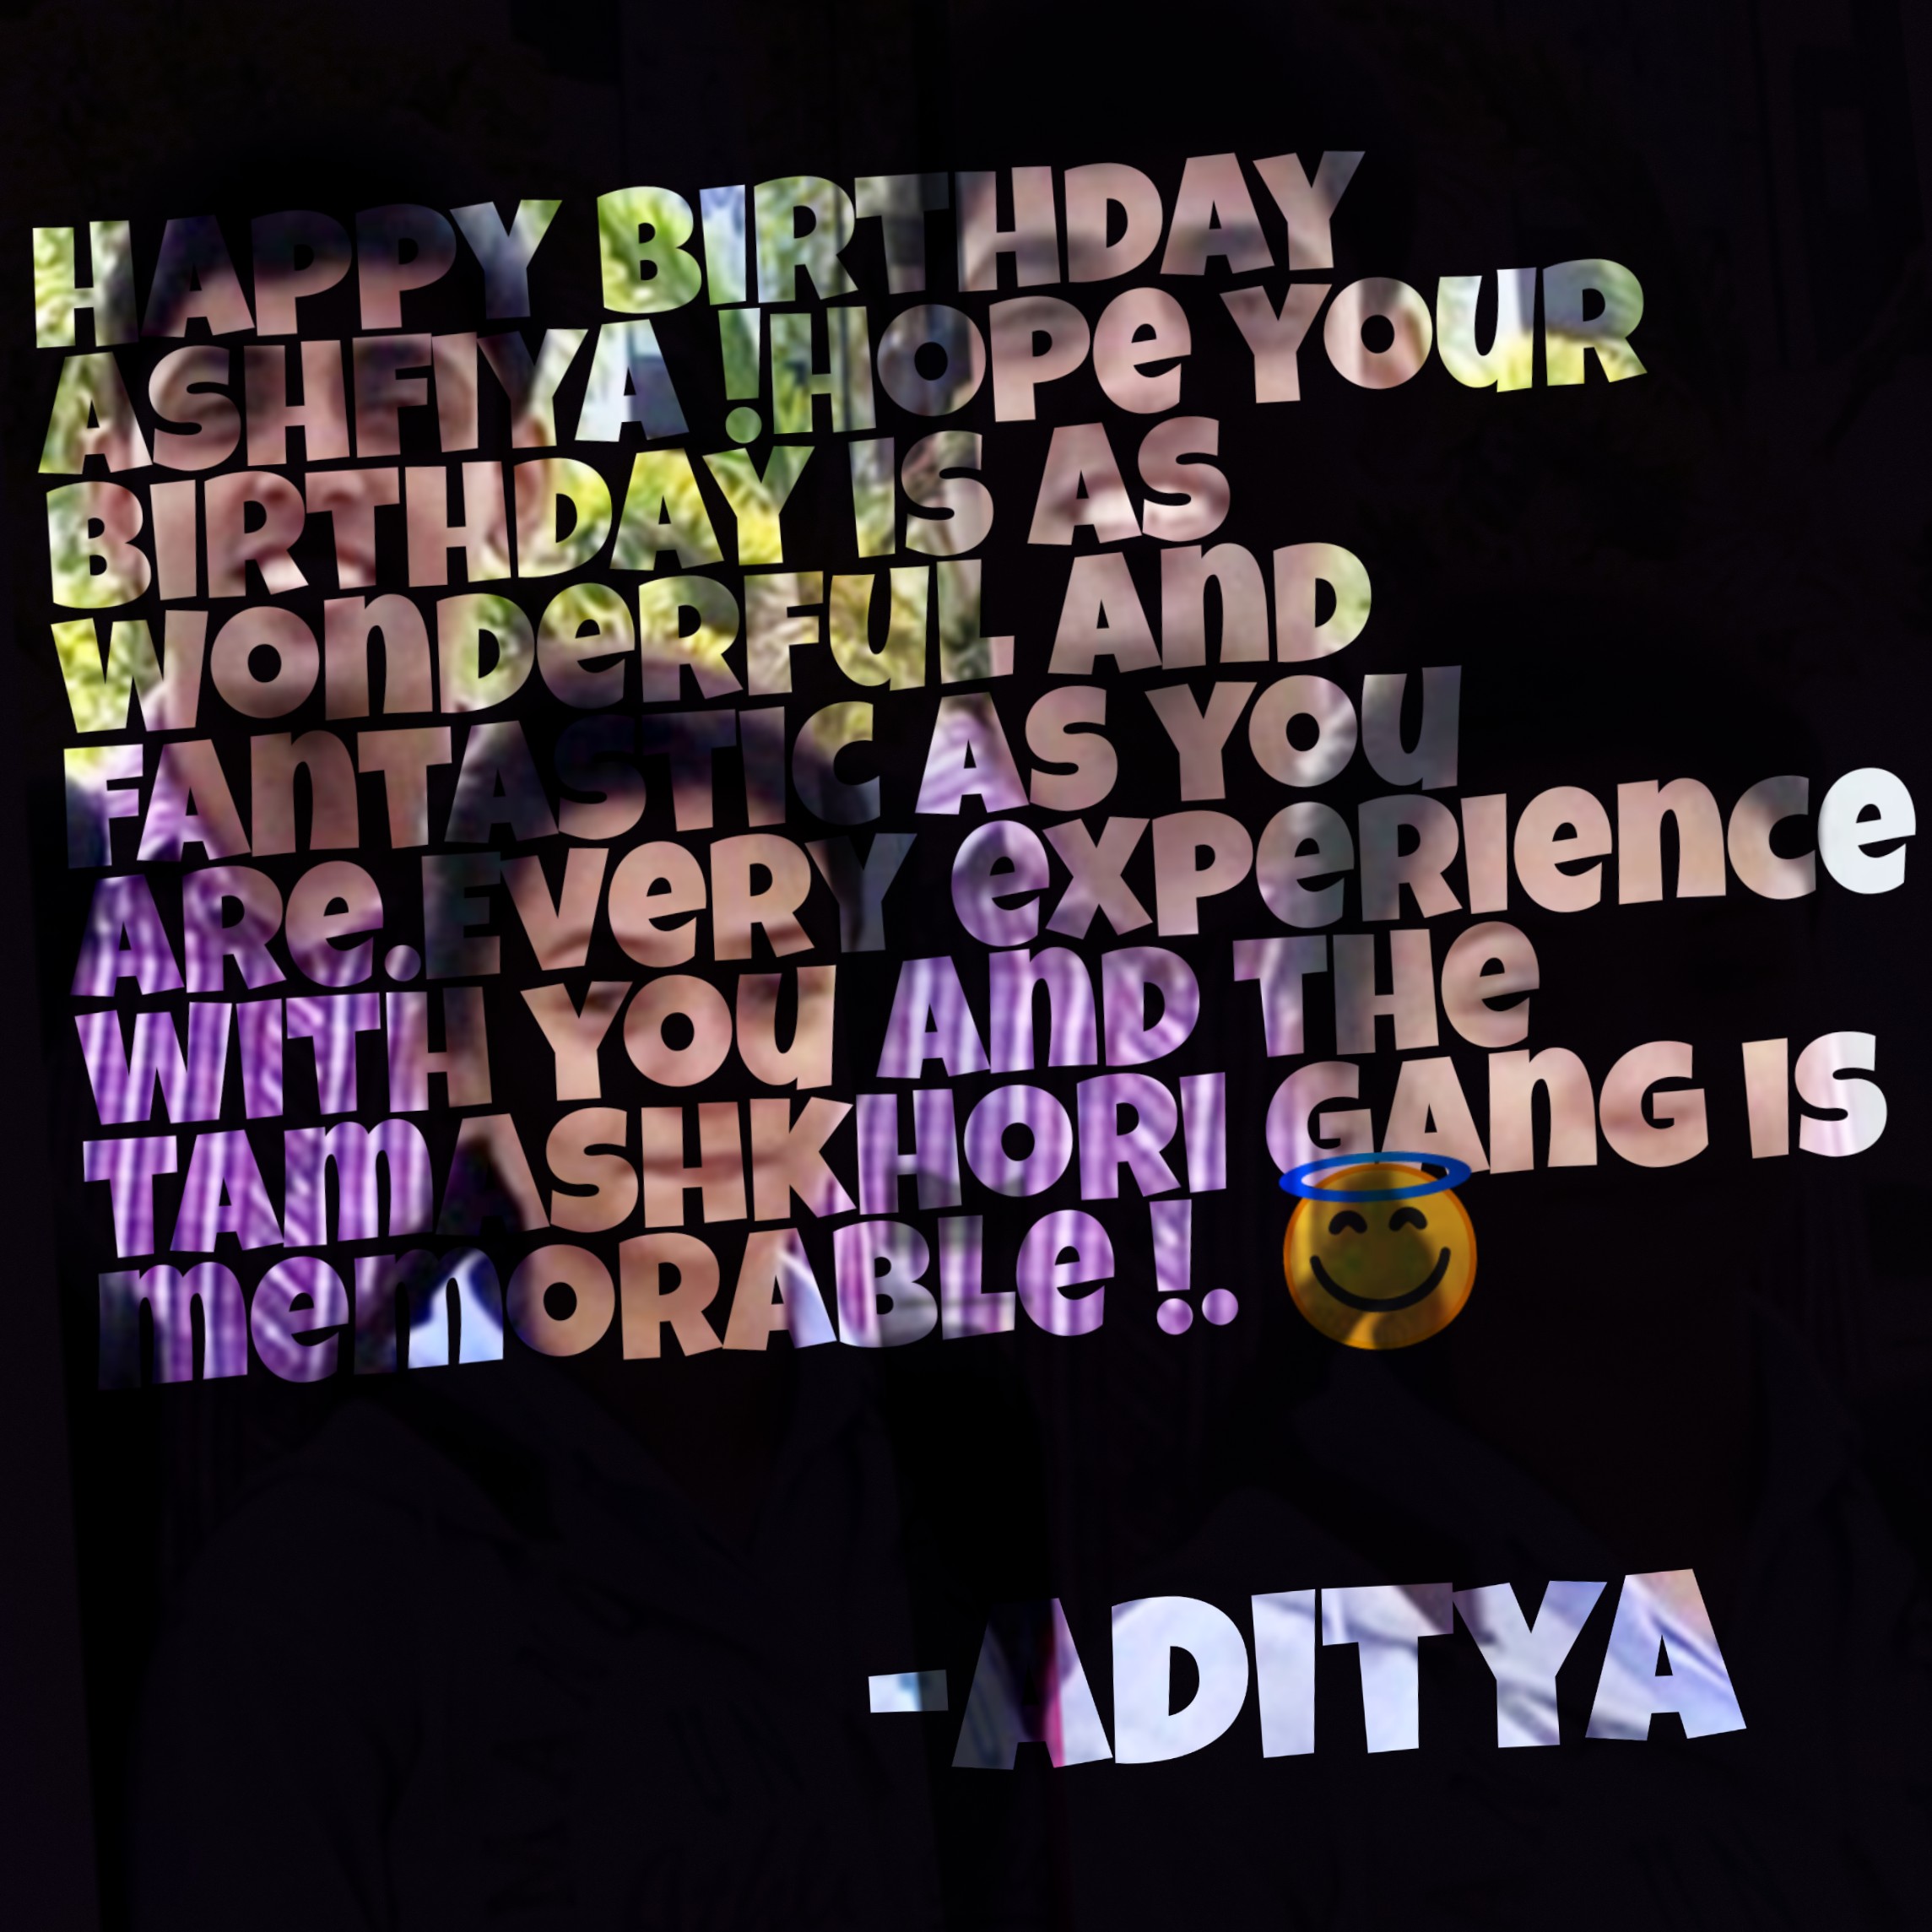 HAPPY BIRTHDAY
ASHFIYA !HOPE YOUR
BIRTHDAY IS AS
WONDERFUL AND
FANTASTIC AS YOU
ARE.EVERY EXPERIENCE
WITH YOU AND THE
TAMASHKHORI GANG IS
MEMORABLE !. 😇
-ADITYA